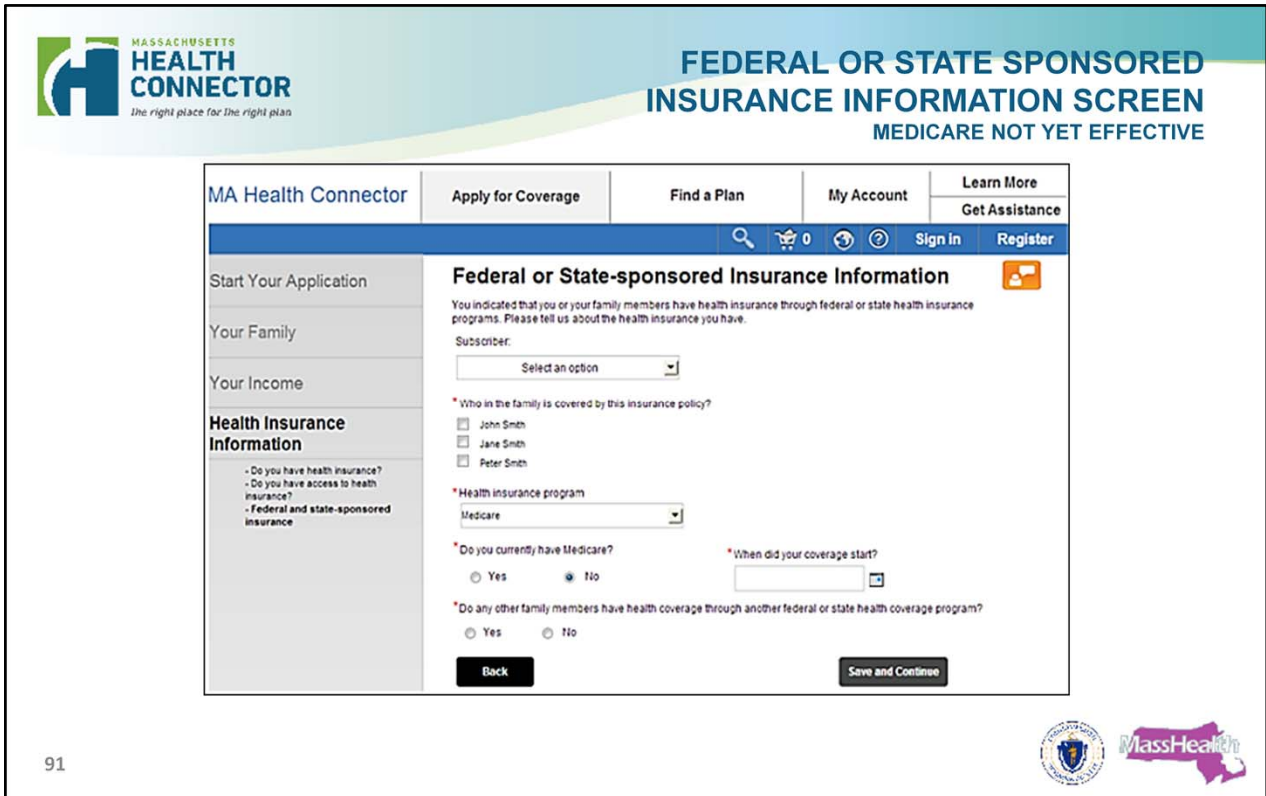 MASSACHUSETTS
HEALTH
CONNECTOR
the right place for the right plan
FEDERAL OR STATE SPONSORED
INSURANCE INFORMATION SCREEN
MEDICARE NOT YET EFFECTIVE
MA Health Connector
Apply for Coverage
Find a Plan
My Account
Learn More
Get Assistance
0
?
Sign in
Register
Start Your Application
Your Family
Your Income
Health Insurance
Information
- Do you have health insurance?
- Do you have access to health
insurance?
- Federal and state-sponsored
insurance
Federal or State-sponsored Insurance Information
You indicated that you or your family members have health insurance through federal or state health insurance
programs. Please tell us about the health insurance you have.
Subscriber:
Select an option
* Who in the family is covered by this insurance policy?
John Smith
Jane Smith
Peter Smith
* Health insurance program
Medicare
* Do you currently have Medicare?
Yes No
* When did your coverage start?
* Do any other family members have health coverage through another federal or state health coverage program?
Yes No
Back
Save and Continue
91
MassHealth